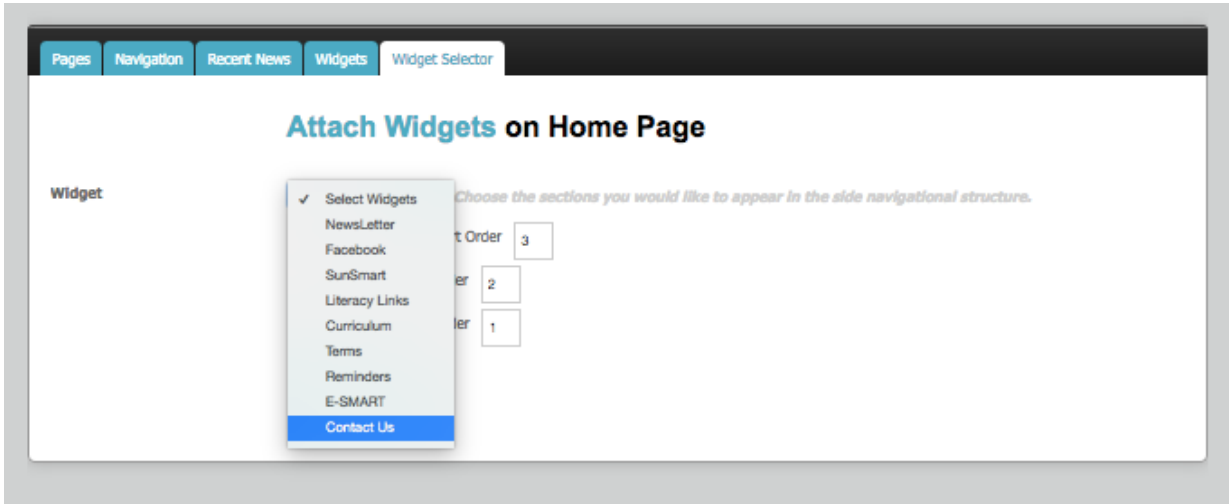 Pages Navigation Recent News Widgets Widget Selector
Attach Widgets on Home Page
Widget
✓ Select Widgets
Choose the sections you would like to appear in the side navigational structure.
NewsLetter
rt Order 3
Facebook
SunSmart
er 2
Literacy Links
Curriculum
der 1
Terms
Reminders
E-SMART
Contact Us